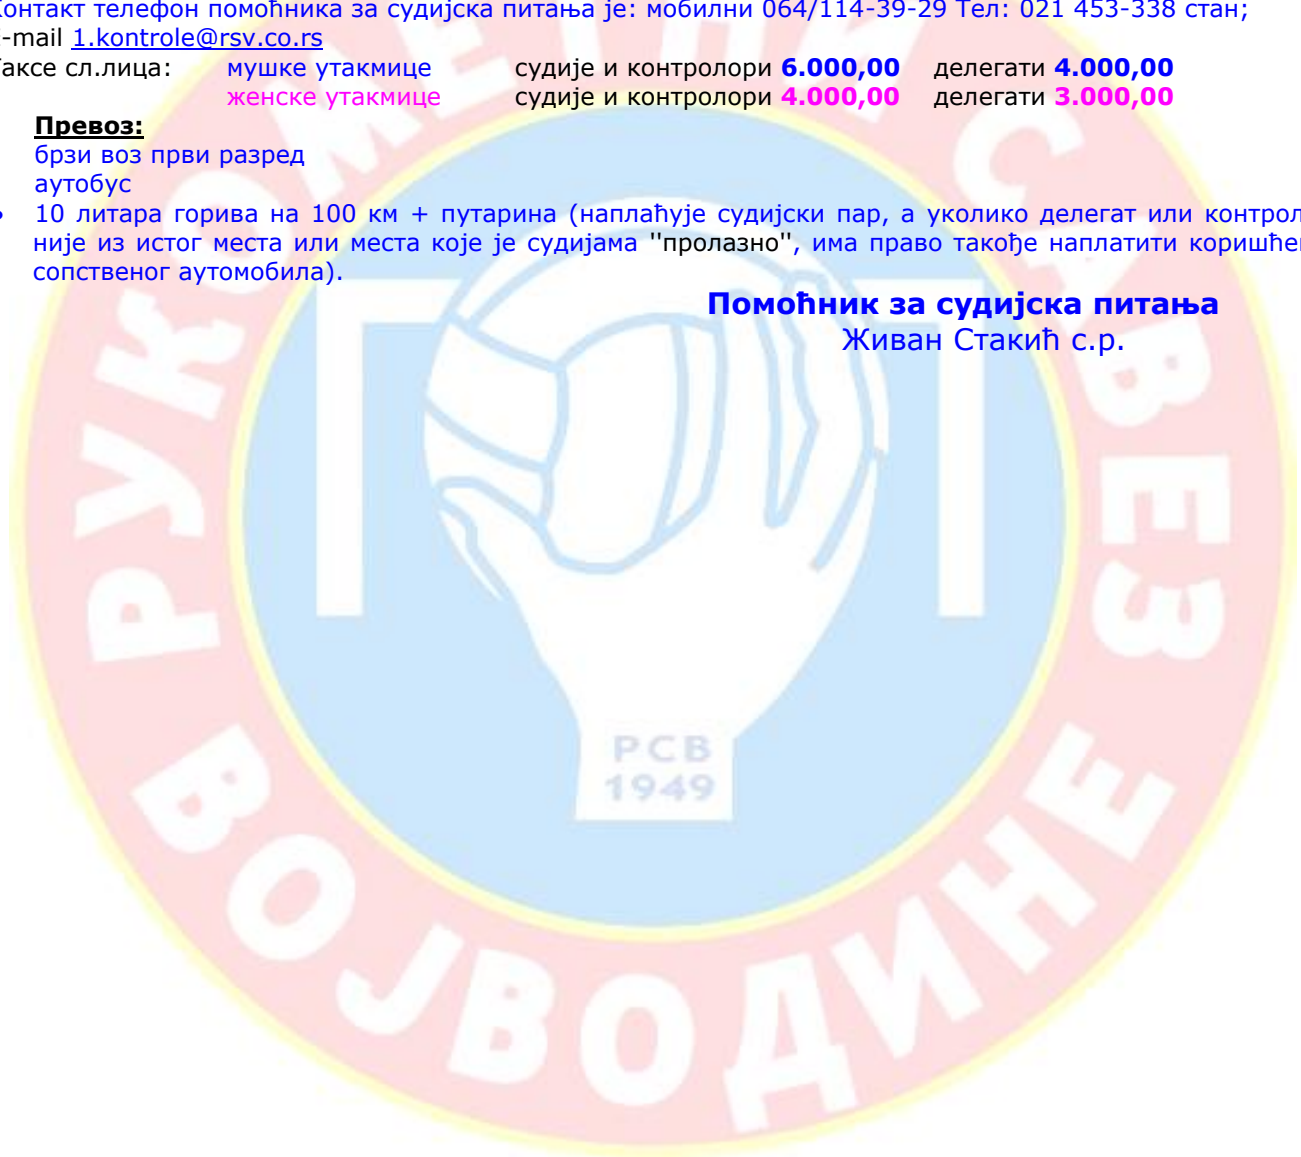 Контакт телефон помоћника за судијска питања је: мобилни 064/114-39-29 Тел: 021 453-338 стан;
E-mail 1.kontrole@rsv.co.rs
Таксе сл.лица: мушке утакмице судије и контролори 6.000,00 делегати 4.000,00
женске утакмице судије и контролори 4.000,00 делегати 3.000,00
Превоз:
брзи воз први разред
аутобус
• 10 литара горива на 100 км + путарина (наплаћује судијски пар, а уколико делегат или контрол
није из истог места или места које је судијама "пролазно", има право такође наплатити коришће
сопственог аутомобила).
Помоћник за судијска питања
Живан Стакић с.р.
РУКОМЕТНИ САВЕЗ
ВОЈВОДИНЕ
РСВ
1949